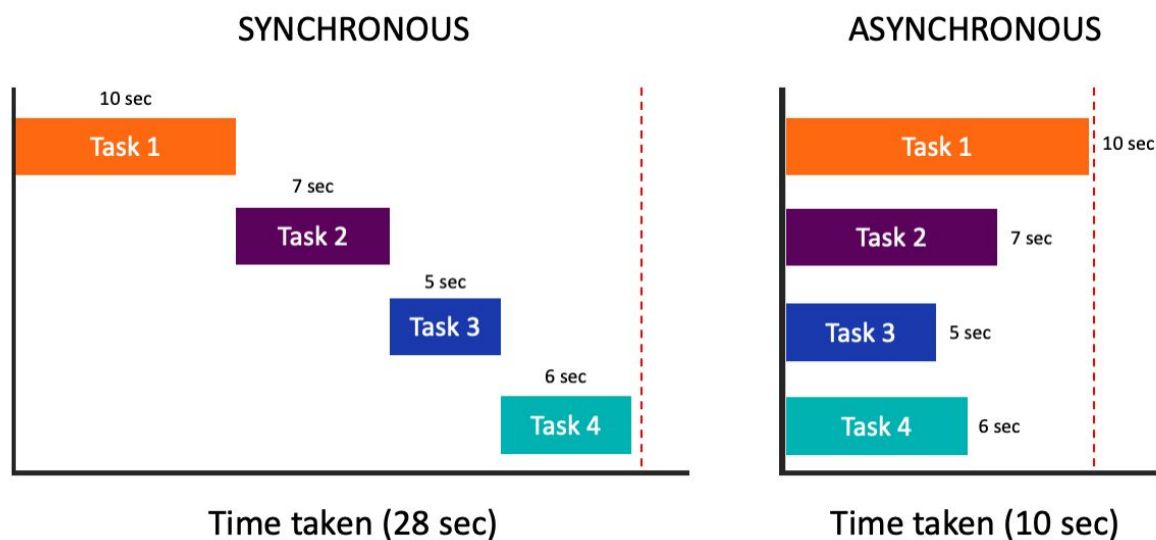 SYNCHRONOUS
10 sec
Task 1
7 sec
Task 2
5 sec
Task 3
6 sec
Task 4
Time taken (28 sec)
ASYNCHRONOUS
Task 1
10 sec
Task 2
7 sec
Task 3
5 sec
Task 4
6 sec
Time taken (10 sec)